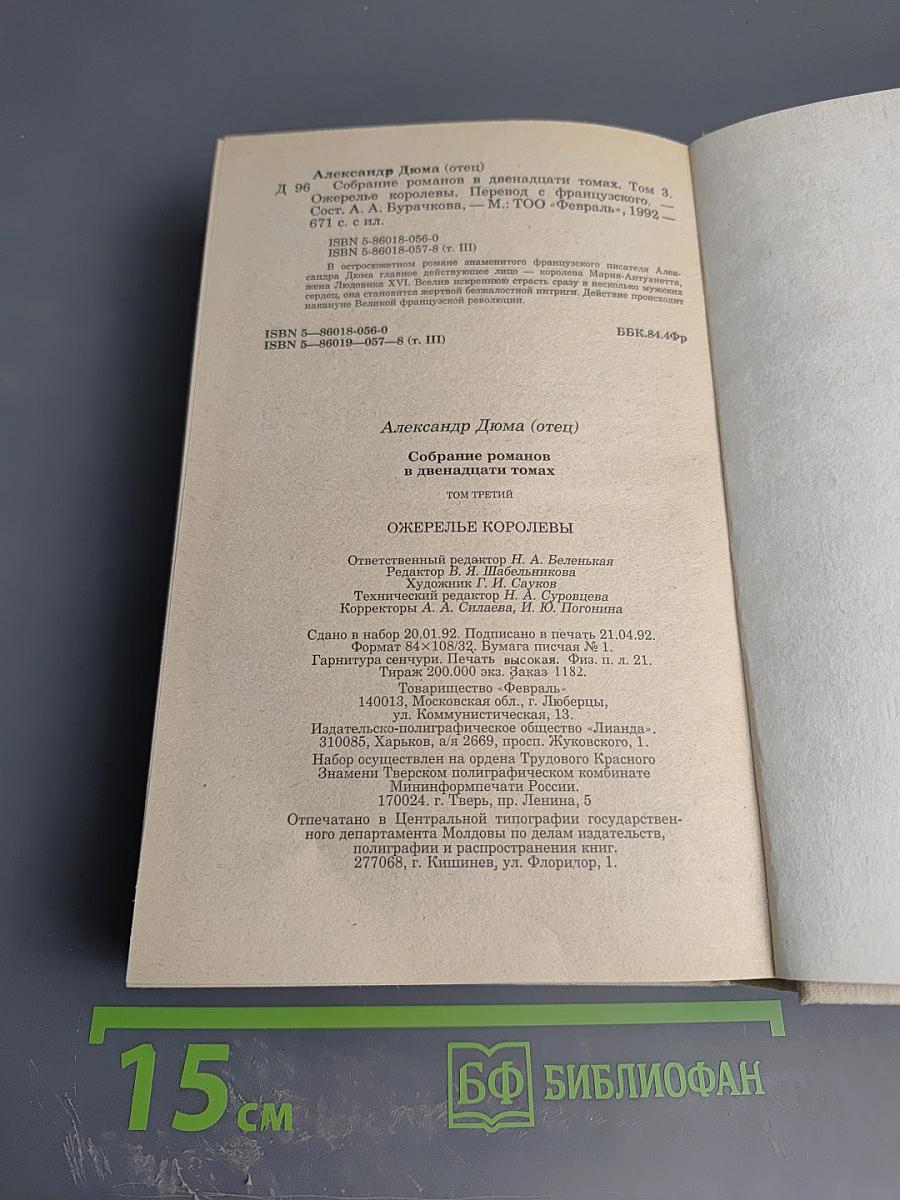 Александр Дюма (отец)
Д 96 Собрание романов в двенадцати томах. Том 3.
Ожерелье королевы. Перевод с французского. —
Сост. А. А. Бурачкова, — М.: ТОО «Февраль», 1992 —
671 с. с ил.
ISBN 5-86018-056-0
ISBN 5-86018-057-8 (т. III)
В остросюжетном романе знаменитого французского писателя Алек-
сандра Дюма главное действующее лицо — королева Мария-Антуанетта,
жена Людовика XVI. Вселив искреннюю страсть сразу в несколько мужских
сердец, она становится жертвой безжалостной интриги. Действие происходит
накануне Великой французской революции.
ISBN 5—86018-056-0
ББК.84.4Фр
ISBN 5—86019—057—8 (т. III)
Александр Дюма (отец)
Собрание романов
в двенадцати томах
ТОМ ТРЕТИЙ
ОЖЕРЕЛЬЕ КОРОЛЕВЫ
Ответственный редактор Н. А. Беленькая
Редактор В. Я. Шабельникова
Художник Г. И. Сауков
Технический редактор Н. А. Суровцева
Корректоры А. А. Силаева, И. Ю. Погонина
Сдано в набор 20.01.92. Подписано в печать 21.04.92.
Формат 84×108/32. Бумага писчая № 1.
Гарнитура сенчури. Печать высокая. Физ. п. л. 21.
Тираж 200.000 экз. Заказ 1182.
Товарищество «Февраль»
140013, Московская обл., г. Люберцы,
ул. Коммунистическая, 13.
Издательско-полиграфическое общество «Лианда».
310085, Харьков, а/я 2669, просп. Жуковского, 1.
Набор осуществлен на ордена Трудового Красного
Знамени Тверском полиграфическом комбинате
Мининформпечати России.
170024. г. Тверь, пр. Ленина, 5
Отпечатано в Центральной типографии государствен-
ного департамента Молдовы по делам издательств,
полиграфии и распространения книг.
277068, г. Кишинев, ул. Флорилор, 1.
15 см
БФ БИБЛИОФАН